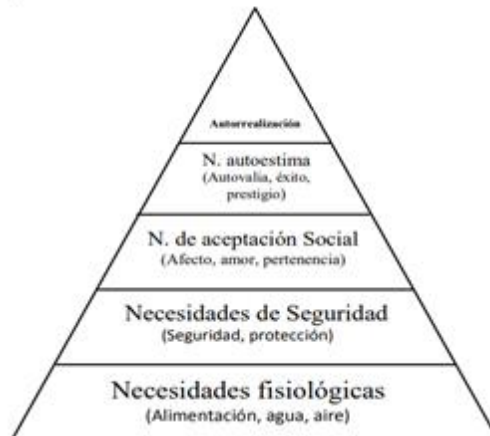 Autorrealización
N. autoestima
(Autovalía, éxito,
prestigio)
N. de aceptación Social
(Afecto, amor, pertenencia)
Necesidades de Seguridad
(Seguridad, protección)
Necesidades fisiológicas
(Alimentación, agua, aire)